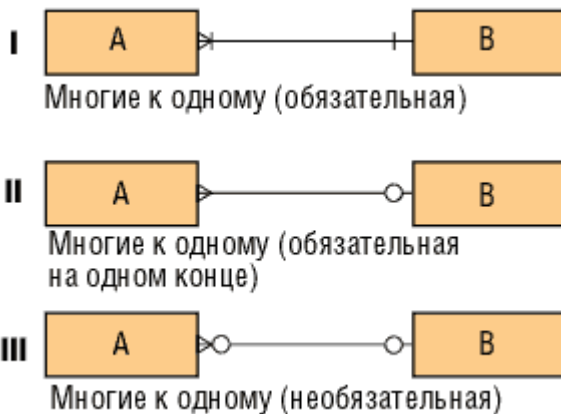 I A B
Многие к одному (обязательная)
II A B
Многие к одному (обязательная
на одном конце)
III A B
Многие к одному (необязательная)